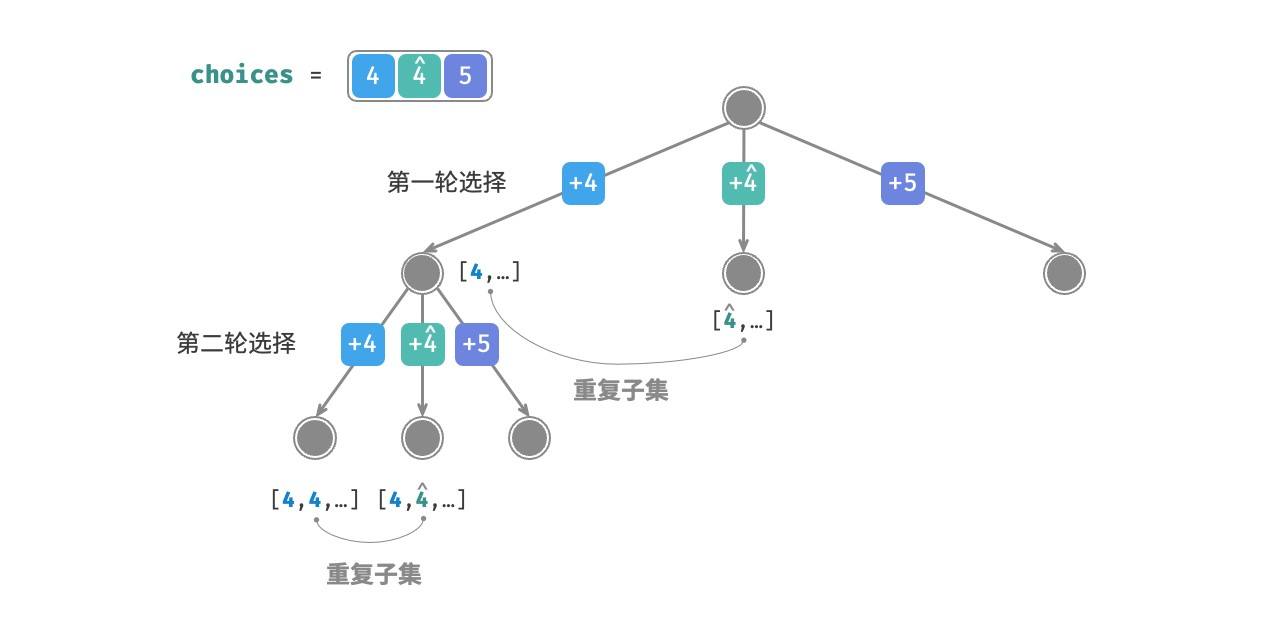 choices = 4 4̂ 5
第一轮选择 +4 +4̂ +5
[4,…]
[4̂,…]
第二轮选择 +4 +4̂ +5
重复子集
[4,4,…] [4,4̂,…]
重复子集